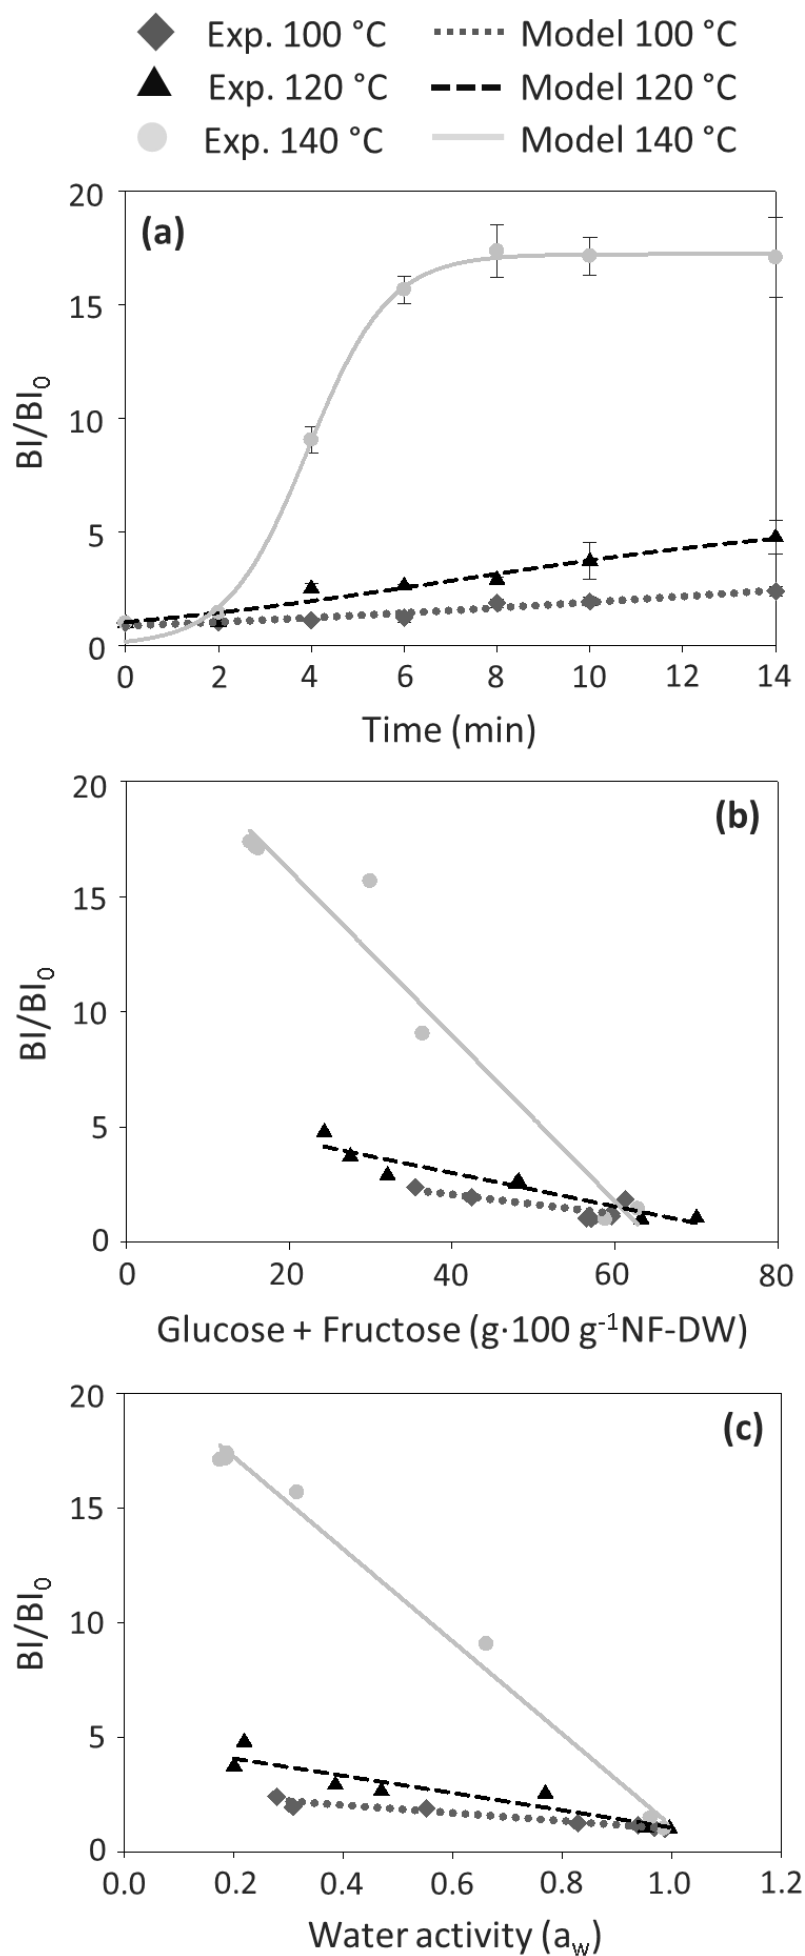 Exp. 100 °C Model 100 °C
Exp. 120 °C Model 120 °C
Exp. 140 °C Model 140 °C
20
(a)
15
BI/BI₀
10
5
0
0 2 4 6 8 10 12 14
Time (min)
20
(b)
15
BI/BI₀
10
5
0
0 20 40 60 80
Glucose + Fructose (g·100 g⁻¹NF-DW)
20
(c)
15
BI/BI₀
10
5
0
0.0 0.2 0.4 0.6 0.8 1.0 1.2
Water activity (a_w)